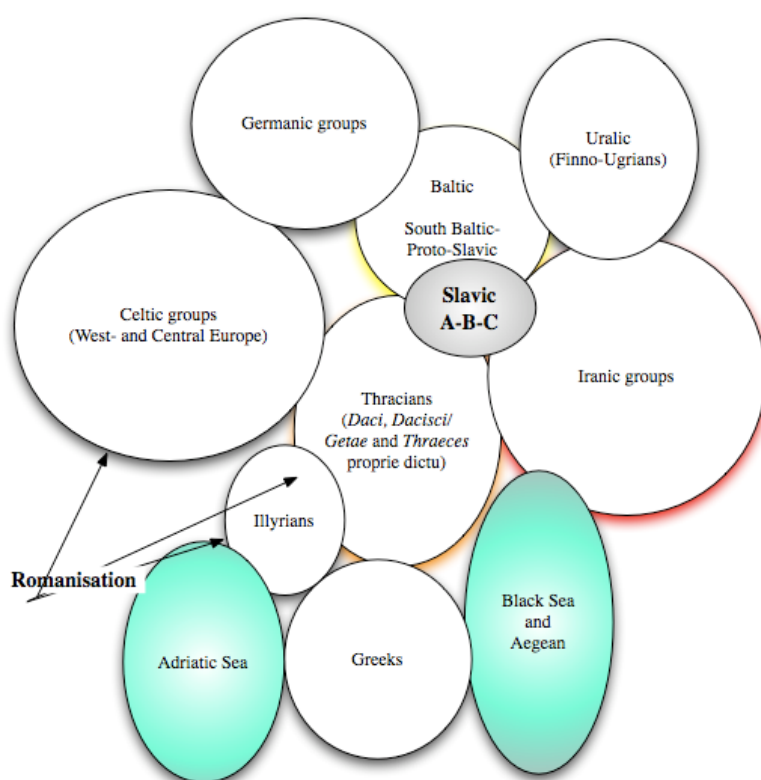 Germanic groups
Uralic
(Finno-Ugrians)
Baltic
South Baltic-
Proto-Slavic
Slavic
A-B-C
Celtic groups
(West- and Central Europe)
Iranic groups
Thracians
(Daci, Dacisci/
Getae and Thraeces
proprie dictu)
Illyrians
Romanisation
Black Sea
and
Aegean
Adriatic Sea
Greeks